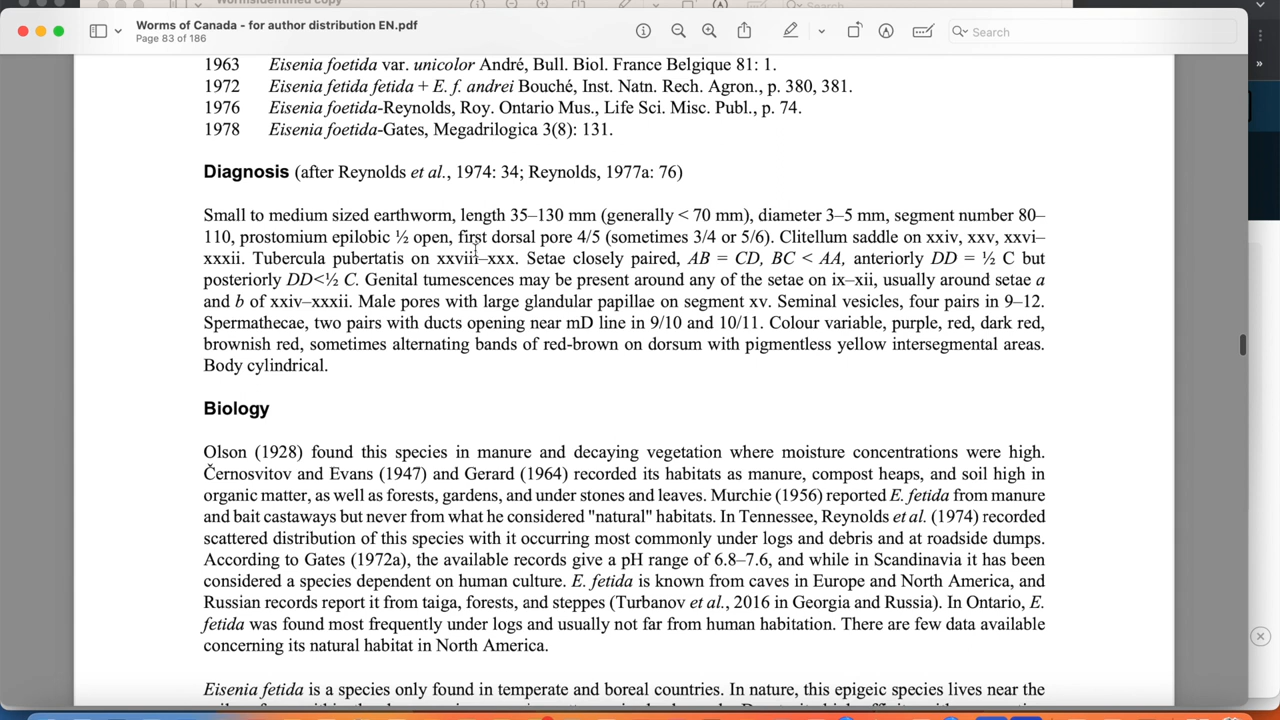 Worms of Canada - for author distribution EN.pdf
Page 83 of 186
Search
1963 Eisenia foetida var. unicolor André, Bull. Biol. France Belgique 81: 1.
1972 Eisenia fetida fetida + E. f. andrei Bouché, Inst. Natn. Rech. Agron., p. 380, 381.
1976 Eisenia foetida-Reynolds, Roy. Ontario Mus., Life Sci. Misc. Publ., p. 74.
1978 Eisenia foetida-Gates, Megadrilogica 3(8): 131.
Diagnosis (after Reynolds et al., 1974: 34; Reynolds, 1977a: 76)
Small to medium sized earthworm, length 35–130 mm (generally < 70 mm), diameter 3–5 mm, segment number 80–
110, prostomium epilobic ½ open, first dorsal pore 4/5 (sometimes 3/4 or 5/6). Clitellum saddle on xxiv, xxv, xxvi–
xxxii. Tubercula pubertatis on xxviii–xxx. Setae closely paired, AB = CD, BC < AA, anteriorly DD = ½ C but
posteriorly DD<½ C. Genital tumescences may be present around any of the setae on ix–xii, usually around setae a
and b of xxiv–xxxii. Male pores with large glandular papillae on segment xv. Seminal vesicles, four pairs in 9–12.
Spermathecae, two pairs with ducts opening near mD line in 9/10 and 10/11. Colour variable, purple, red, dark red,
brownish red, sometimes alternating bands of red-brown on dorsum with pigmentless yellow intersegmental areas.
Body cylindrical.
Biology
Olson (1928) found this species in manure and decaying vegetation where moisture concentrations were high.
Černosvitov and Evans (1947) and Gerard (1964) recorded its habitats as manure, compost heaps, and soil high in
organic matter, as well as forests, gardens, and under stones and leaves. Murchie (1956) reported E. fetida from manure
and bait castaways but never from what he considered "natural" habitats. In Tennessee, Reynolds et al. (1974) recorded
scattered distribution of this species with it occurring most commonly under logs and debris and at roadside dumps.
According to Gates (1972a), the available records give a pH range of 6.8–7.6, and while in Scandinavia it has been
considered a species dependent on human culture. E. fetida is known from caves in Europe and North America, and
Russian records report it from taiga, forests, and steppes (Turbanov et al., 2016 in Georgia and Russia). In Ontario, E.
fetida was found most frequently under logs and usually not far from human habitation. There are few data available
concerning its natural habitat in North America.
Eisenia fetida is a species only found in temperate and boreal countries. In nature, this epigeic species lives near the